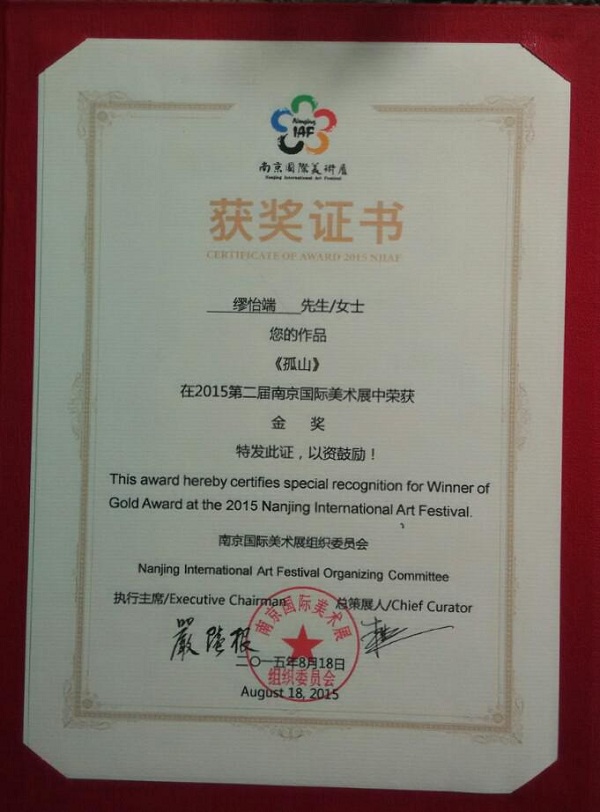 Nanjing
IAF
南京国際美術展
Nanjing International Art Festival
获奖证书
CERTIFICATE OF AWARD 2015 NJIAF
缪怡端 先生/女士
您的作品
《孤山》
在2015第二届南京国际美术展中荣获
金 奖
特发此证，以资鼓励！
This award hereby certifies special recognition for Winner of
Gold Award at the 2015 Nanjing International Art Festival.
南京国际美术展组织委员会
Nanjing International Art Festival Organizing Committee
执行主席/Executive Chairman 总策展人/Chief Curator
南京国际美术展
组织委员会
二〇一五年8月18日
August 18, 2015